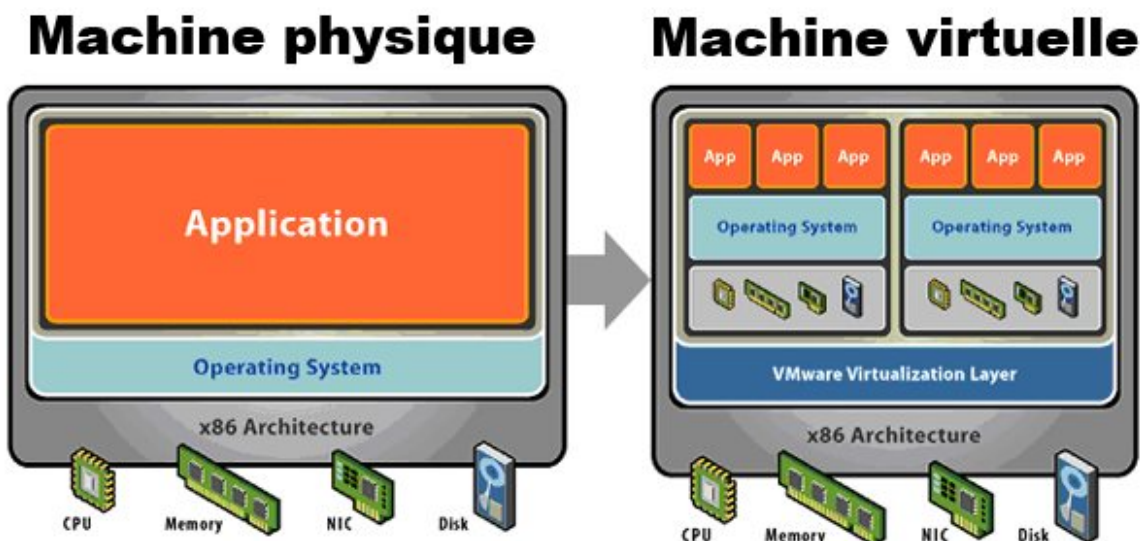 Machine physique
Application
Operating System
x86 Architecture
CPU
Memory
NIC
Disk
Machine virtuelle
App App App App App App
Operating System Operating System
VMware Virtualization Layer
x86 Architecture
CPU
Memory
NIC
Disk